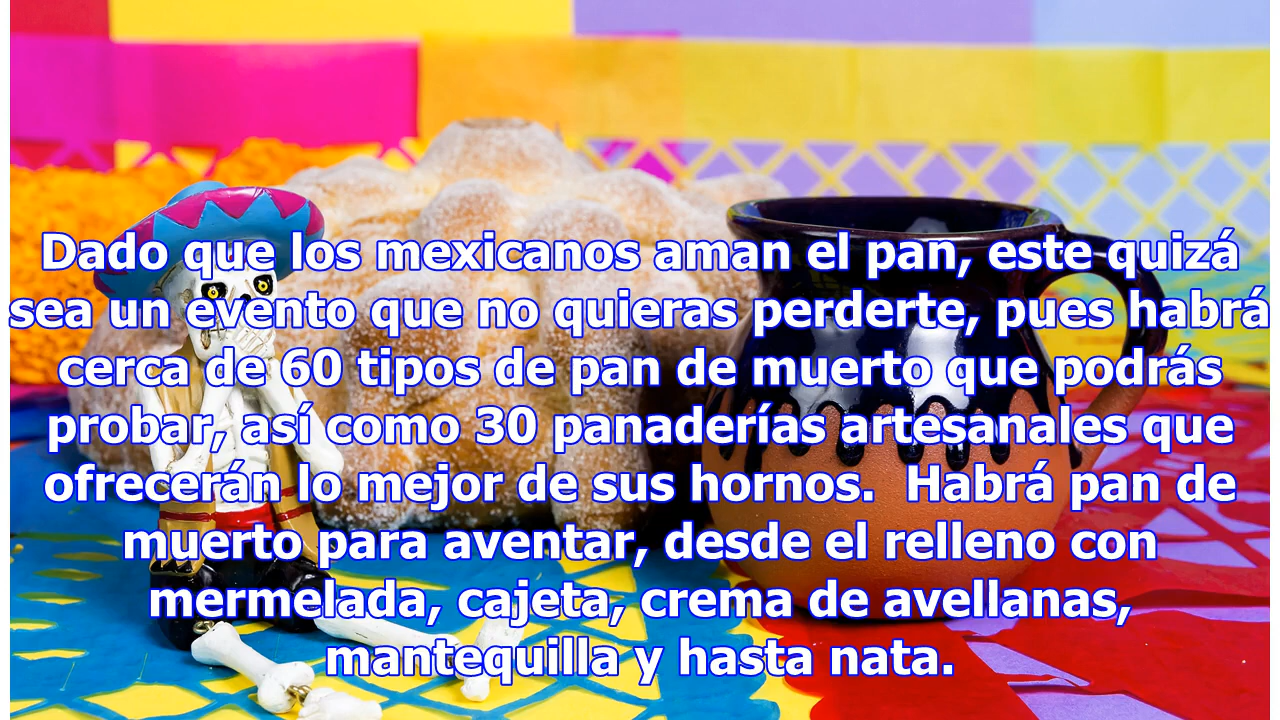 Dado que los mexicanos aman el pan, este quizá
sea un evento que no quieras perderte, pues habrá
cerca de 60 tipos de pan de muerto que podrás
probar, así como 30 panaderías artesanales que
ofrecerán lo mejor de sus hornos.  Habrá pan de
muerto para aventar, desde el relleno con
mermelada, cajeta, crema de avellanas,
mantequilla y hasta nata.